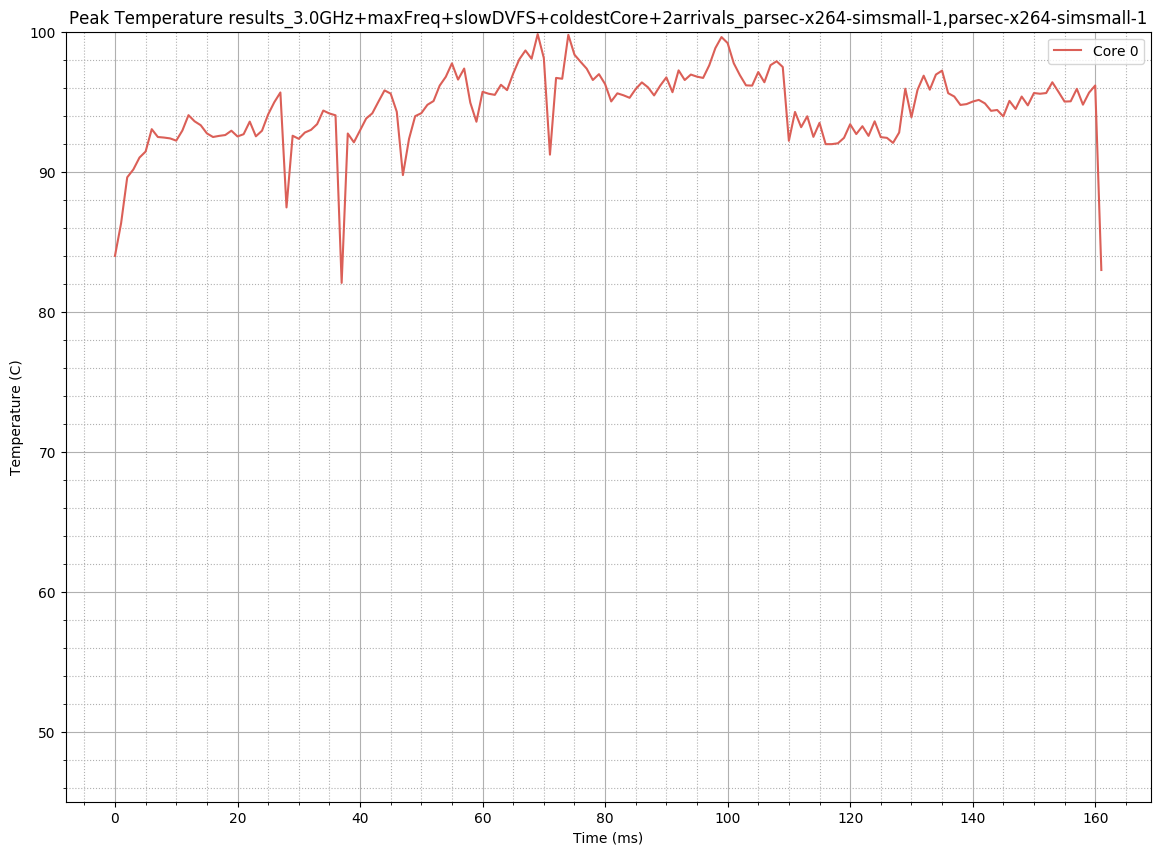 Peak Temperature results_3.0GHz+maxFreq+slowDVFS+coldestCore+2arrivals_parsec-x264-simsmall-1,parsec-x264-simsmall-1
Core 0
100
90
80
70
60
50
Temperature (C)
0 20 40 60 80 100 120 140 160
Time (ms)